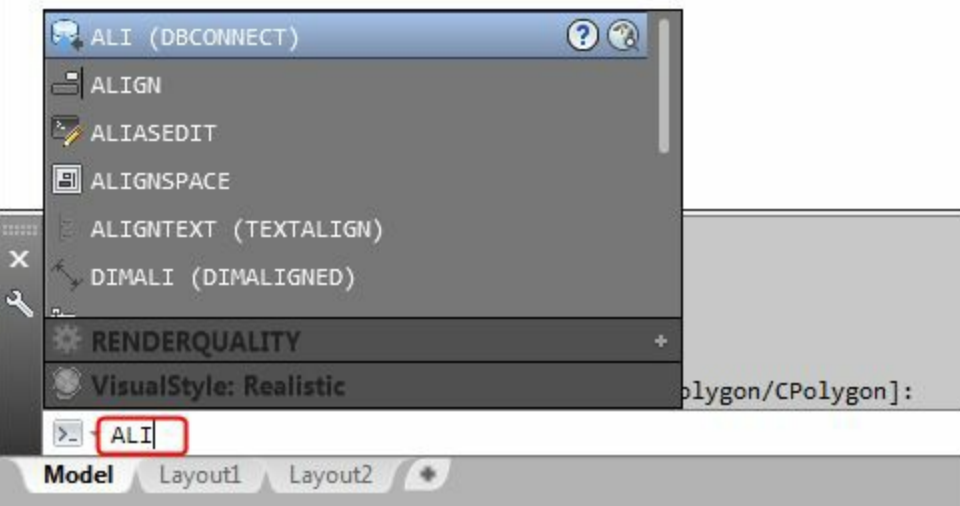 ALI (DBCONNECT)
ALIGN
ALIASEDIT
ALIGNSPACE
ALIGNTEXT (TEXTALIGN)
DIMALI (DIMALIGNED)
RENDERQUALITY
VisualStyle: Realistic
olygon/CPolygon]:
ALI
Model Layout1 Layout2